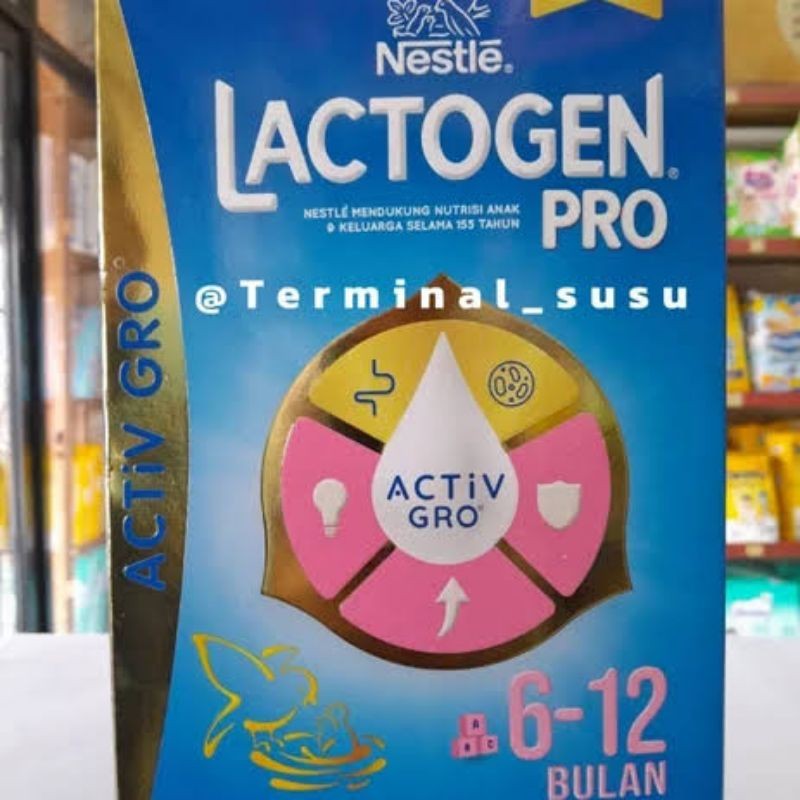 Nestlé®
LACTOGEN®
PRO
NESTLÉ MENDUKUNG NUTRISI ANAK
& KELUARGA SELAMA 155 TAHUN
@Terminal_susu
ACTiV GRO
ACTiV
GRO®
A
B C
6-12
BULAN